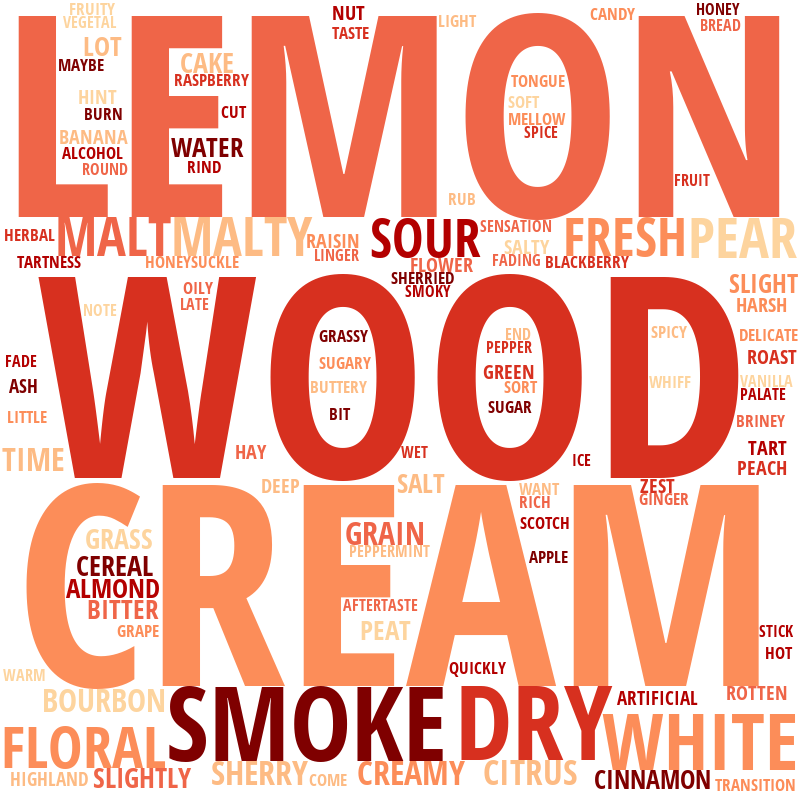 FRUITY
VEGETAL
NUT
TASTE
LIGHT
CANDY
HONEY
BREAD
LEMON
LOT
MAYBE
CAKE
RASPBERRY
HINT
BURN
CUT
TONGUE
SOFT
MELLOW
SPICE
BANANA
ALCOHOL
ROUND
WATER
RIND
RUB
FRUIT
HERBAL
MALT
MALTY
RAISIN
LINGER
SOUR
SENSATION
SALTY
FRESH
PEAR
TARTNESS
HONEYSUCKLE
FLOWER
FADING
BLACKBERRY
SHERRIED
SMOKY
SLIGHT
HARSH
OILY
LATE
NOTE
WOOD
GRASSY
SUGARY
BUTTERY
BIT
END
PEPPER
GREEN
SORT
SUGAR
SPICY
WHIFF
DELICATE
ROAST
VANILLA
PALATE
BRINEY
FADE
ASH
LITTLE
TIME
HAY
WET
ICE
TART
PEACH
DEEP
SALT
WANT
RICH
ZEST
GINGER
CREAM
GRASS
CEREAL
ALMOND
BITTER
GRAPE
GRAIN
PEPPERMINT
SCOTCH
APPLE
AFTERTASTE
PEAT
QUICKLY
STICK
HOT
WARM
BOURBON
SMOKE
DRY
ARTIFICIAL
ROTTEN
FLORAL
WHITE
HIGHLAND
SLIGHTLY
SHERRY
COME
CREAMY
CITRUS
CINNAMON
TRANSITION